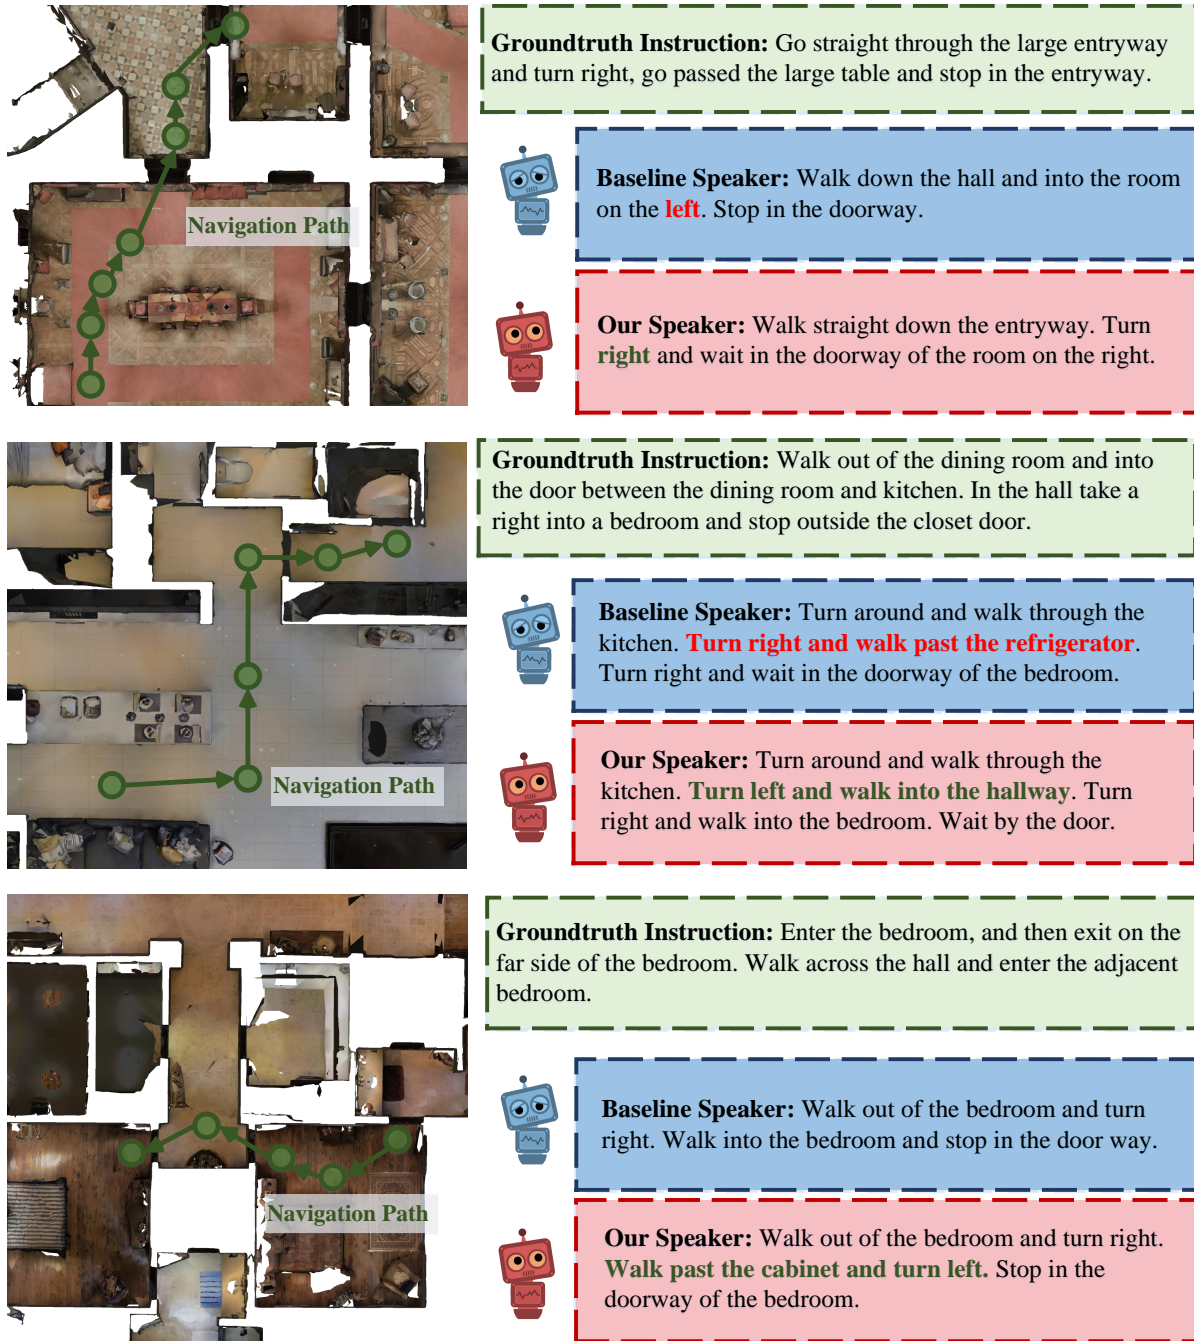 Groundtruth Instruction: Go straight through the large entryway
and turn right, go passed the large table and stop in the entryway.
Navigation Path
Baseline Speaker: Walk down the hall and into the room
on the left. Stop in the doorway.
Our Speaker: Walk straight down the entryway. Turn
right and wait in the doorway of the room on the right.
Groundtruth Instruction: Walk out of the dining room and into
the door between the dining room and kitchen. In the hall take a
right into a bedroom and stop outside the closet door.
Baseline Speaker: Turn around and walk through the
kitchen. Turn right and walk past the refrigerator.
Turn right and wait in the doorway of the bedroom.
Navigation Path
Our Speaker: Turn around and walk through the
kitchen. Turn left and walk into the hallway. Turn
right and walk into the bedroom. Wait by the door.
Groundtruth Instruction: Enter the bedroom, and then exit on the
far side of the bedroom. Walk across the hall and enter the adjacent
bedroom.
Baseline Speaker: Walk out of the bedroom and turn
right. Walk into the bedroom and stop in the door way.
Navigation Path
Our Speaker: Walk out of the bedroom and turn right.
Walk past the cabinet and turn left. Stop in the
doorway of the bedroom.